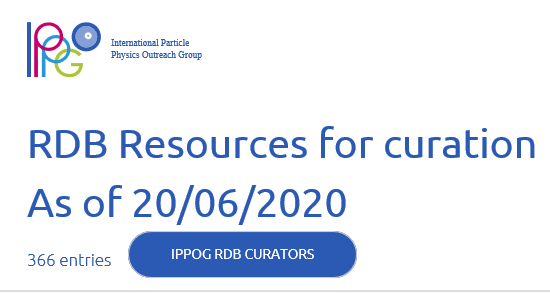 IPPOG
International Particle
Physics Outreach Group
RDB Resources for curation
As of 20/06/2020
366 entries
IPPOG RDB CURATORS